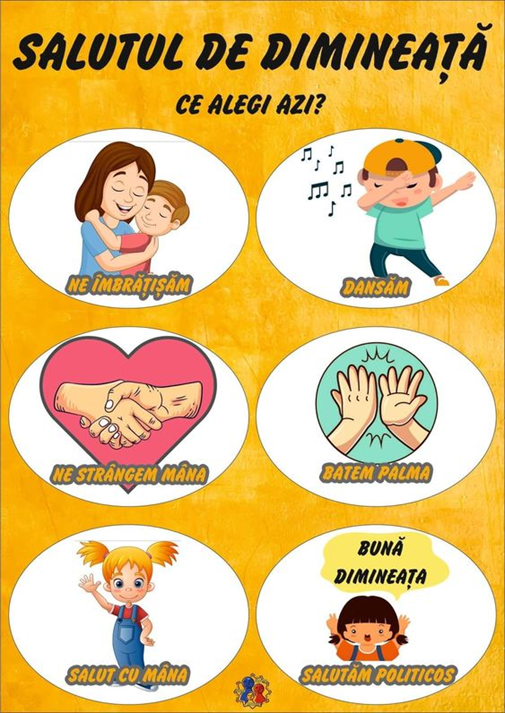 SALUTUL DE DIMINEAȚĂ
CE ALEGI AZI?
NE ÎMBRĂȚIȘĂM
DANSĂM
NE STRÂNGEM MÂNA
BATEM PALMA
BUNĂ
DIMINEAȚA
SALUT CU MÂNA
SALUTĂM POLITICOS